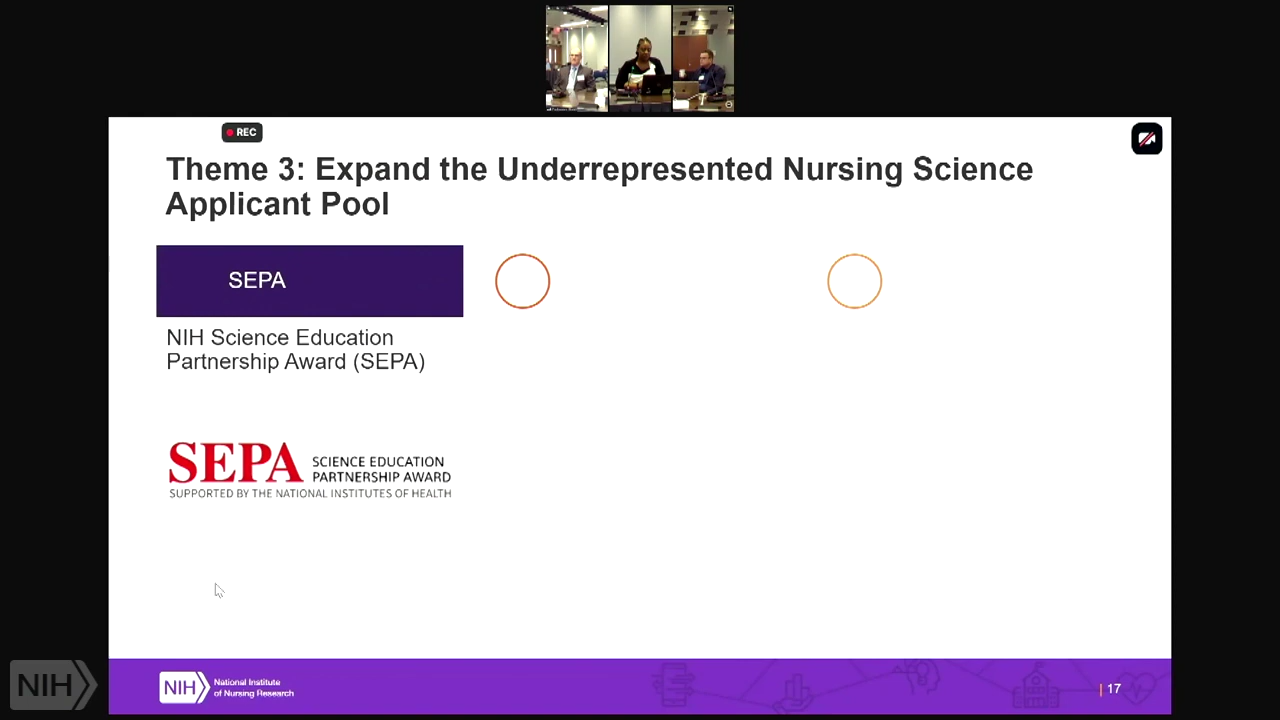 REC
Theme 3: Expand the Underrepresented Nursing Science
Applicant Pool
SEPA
NIH Science Education
Partnership Award (SEPA)
SEPA
SCIENCE EDUCATION
PARTNERSHIP AWARD
SUPPORTED BY THE NATIONAL INSTITUTES OF HEALTH
NIH
National Institute
of Nursing Research
17
NIH